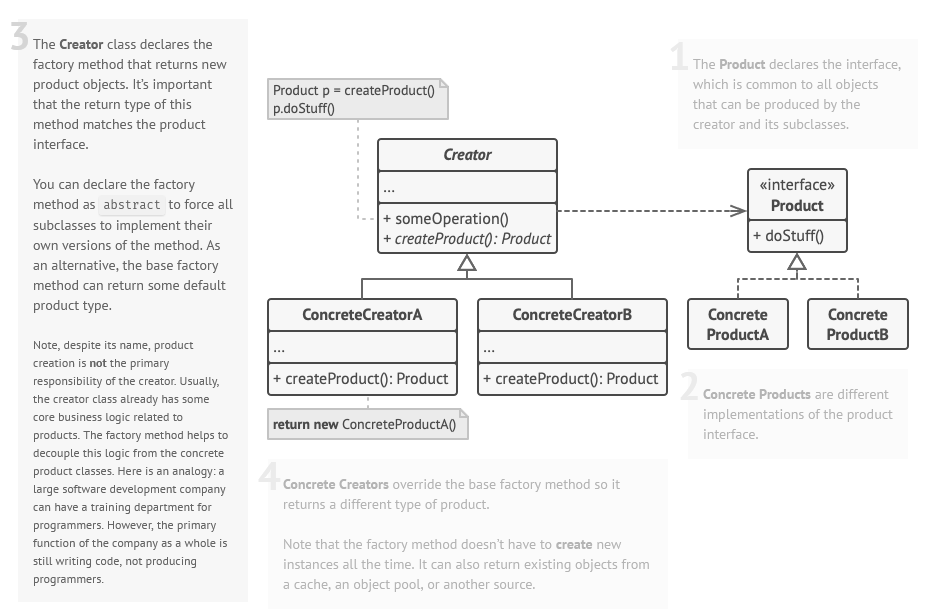 3
The Creator class declares the
factory method that returns new
product objects. It's important
that the return type of this
method matches the product
interface.
You can declare the factory
method as abstract to force all
subclasses to implement their
own versions of the method. As
an alternative, the base factory
method can return some default
product type.
Note, despite its name, product
creation is not the primary
responsibility of the creator. Usually,
the creator class already has some
core business logic related to
products. The factory method helps to
decouple this logic from the concrete
product classes. Here is an analogy: a
large software development company
can have a training department for
programmers. However, the primary
function of the company as a whole is
still writing code, not producing
programmers.
Product p = createProduct()
p.doStuff()
Creator
...
+ someOperation()
+ createProduct(): Product
ConcreteCreatorA
...
+ createProduct(): Product
ConcreteCreatorB
...
+ createProduct(): Product
return new ConcreteProductA()
1
The Product declares the interface,
which is common to all objects
that can be produced by the
creator and its subclasses.
«interface»
Product
+ doStuff()
Concrete
ProductA
Concrete
ProductB
2
Concrete Products are different
implementations of the product
interface.
4
Concrete Creators override the base factory method so it
returns a different type of product.
Note that the factory method doesn't have to create new
instances all the time. It can also return existing objects from
a cache, an object pool, or another source.